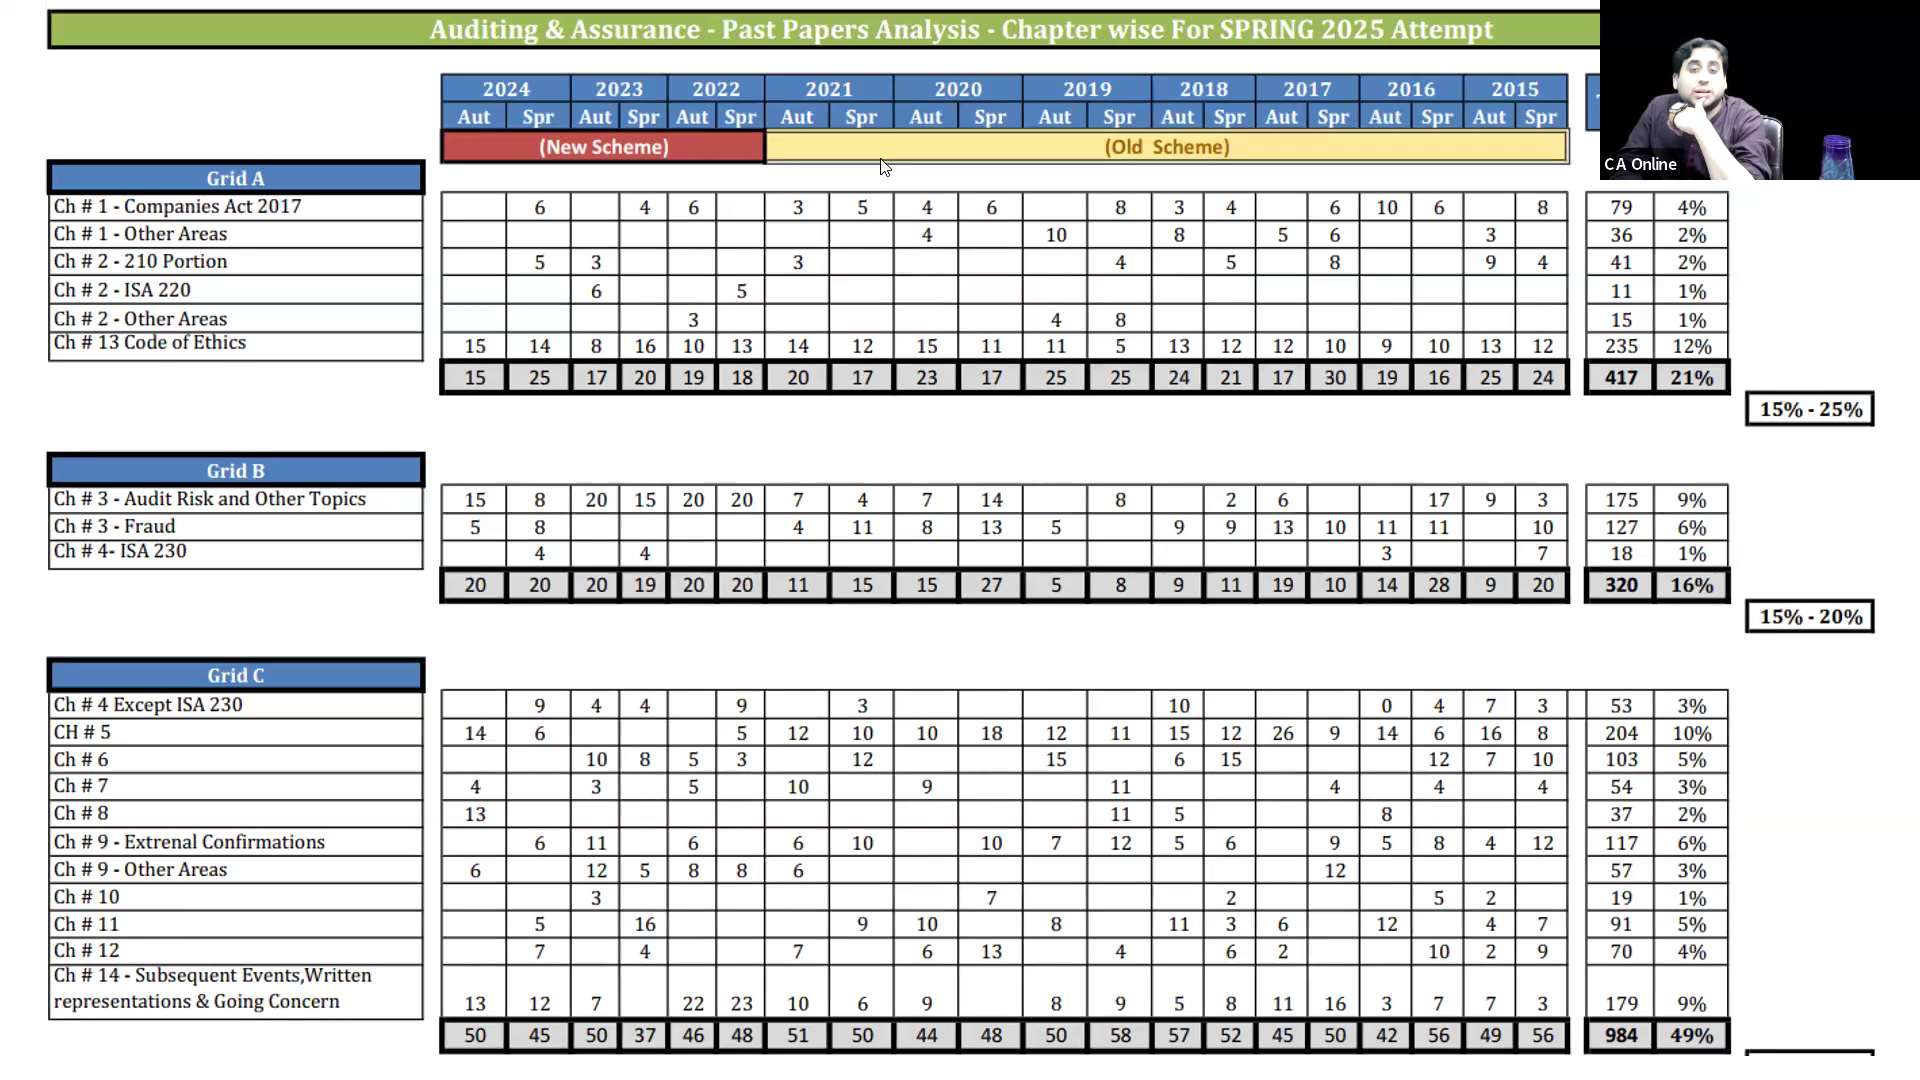 Auditing & Assurance - Past Papers Analysis - Chapter wise For SPRING 2025 Attempt
CA Online
2024 2023 2022 2021 2020 2019 2018 2017 2016 2015
Aut Spr Aut Spr Aut Spr Aut Spr Aut Spr Aut Spr Aut Spr Aut Spr Aut Spr Aut Spr
(New Scheme) (Old Scheme)
Grid A
Ch # 1 - Companies Act 2017 6 4 6 3 5 4 6 8 3 4 6 10 6 8 79 4%
Ch # 1 - Other Areas 4 10 8 5 6 3 36 2%
Ch # 2 - 210 Portion 5 3 3 4 5 8 9 4 41 2%
Ch # 2 - ISA 220 6 5 11 1%
Ch # 2 - Other Areas 3 4 8 15 1%
Ch # 13 Code of Ethics 15 14 8 16 10 13 14 12 15 11 11 5 13 12 12 10 9 10 13 12 235 12%
15 25 17 20 19 18 20 17 23 17 25 25 24 21 17 30 19 16 25 24 417 21%
15% - 25%
Grid B
Ch # 3 - Audit Risk and Other Topics 15 8 20 15 20 20 7 4 7 14 8 2 6 17 9 3 175 9%
Ch # 3 - Fraud 5 8 4 11 8 13 5 9 9 13 10 11 11 10 127 6%
Ch # 4- ISA 230 4 4 3 7 18 1%
20 20 20 19 20 20 11 15 15 27 5 8 9 11 19 10 14 28 9 20 320 16%
15% - 20%
Grid C
Ch # 4 Except ISA 230 9 4 4 9 3 10 0 4 7 3 53 3%
CH # 5 14 6 5 12 10 10 18 12 11 15 12 26 9 14 6 16 8 204 10%
Ch # 6 10 8 5 3 12 15 6 15 12 7 10 103 5%
Ch # 7 4 3 5 10 9 11 4 4 4 54 3%
Ch # 8 13 11 5 8 37 2%
Ch # 9 - Extrenal Confirmations 6 11 6 6 10 10 7 12 5 6 9 5 8 4 12 117 6%
Ch # 9 - Other Areas 6 12 5 8 8 6 12 57 3%
Ch # 10 3 7 2 5 2 19 1%
Ch # 11 5 16 9 10 8 11 3 6 12 4 7 91 5%
Ch # 12 7 4 7 6 13 4 6 2 10 2 9 70 4%
Ch # 14 - Subsequent Events,Written
representations & Going Concern 13 12 7 22 23 10 6 9 8 9 5 8 11 16 3 7 7 3 179 9%
50 45 50 37 46 48 51 50 44 48 50 58 57 52 45 50 42 56 49 56 984 49%